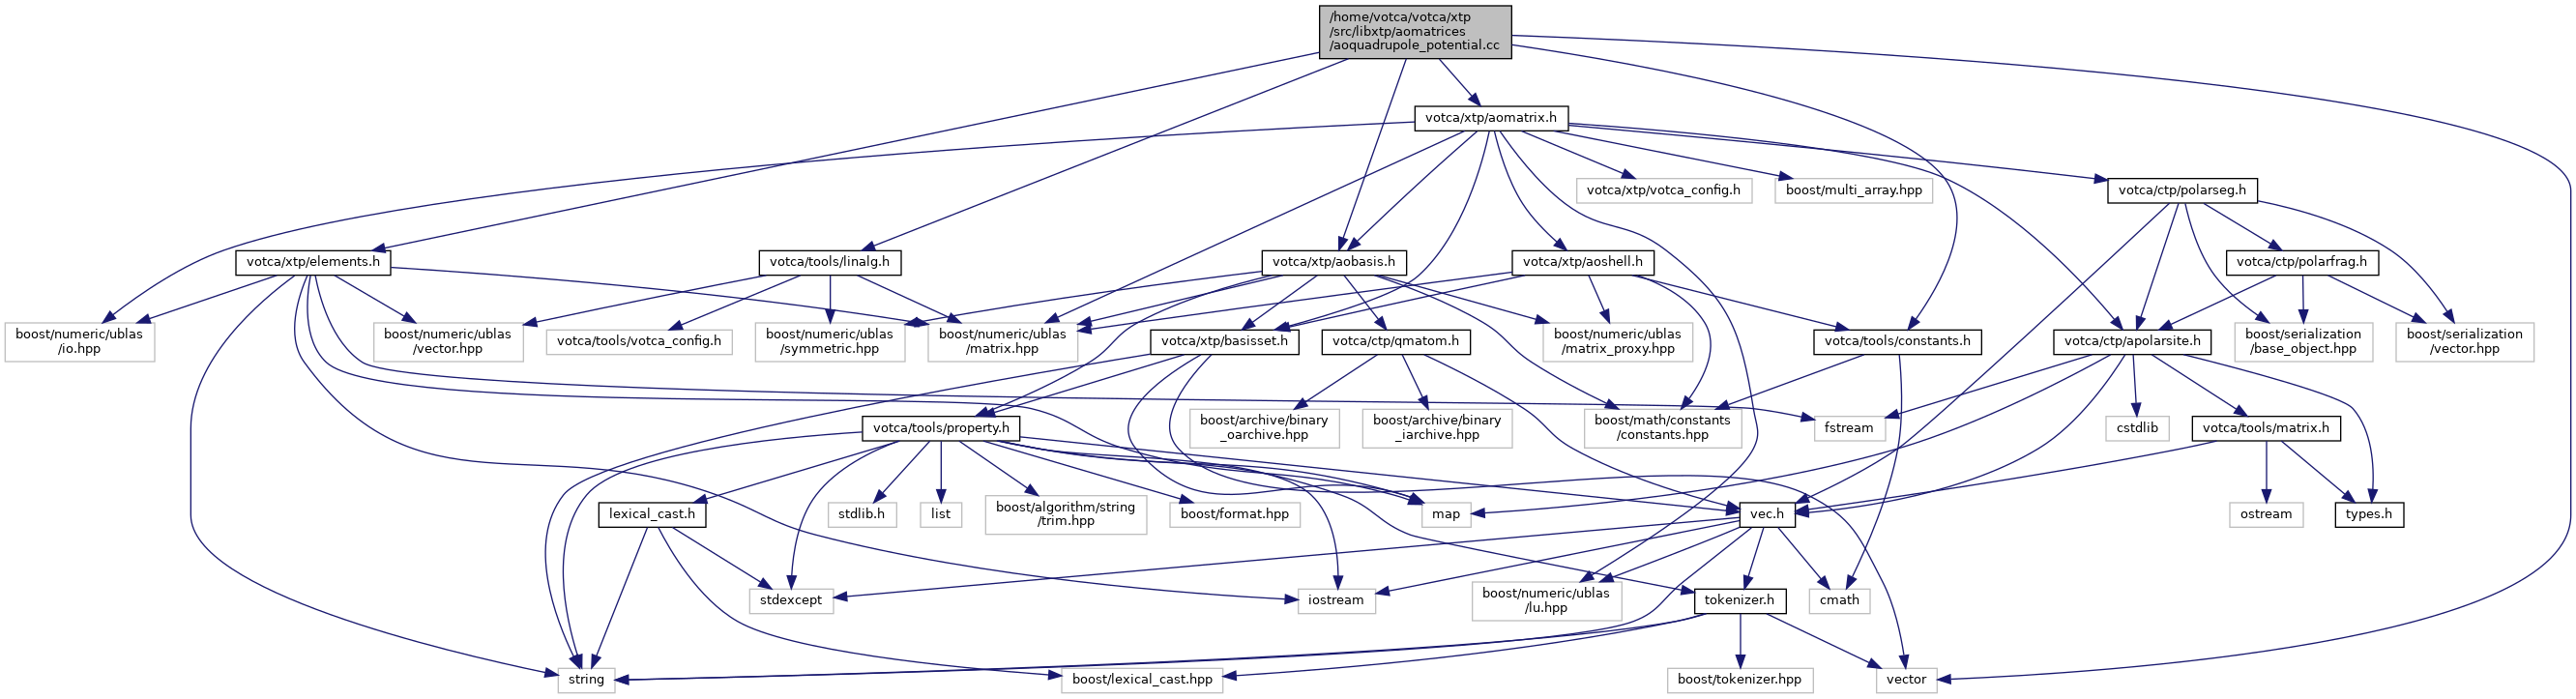 /home/votca/votca/xtp
/src/libxtp/aomatrices
/aoquadrupole_potential.cc
votca/xtp/aomatrix.h
votca/xtp/votca_config.h
boost/multi_array.hpp
votca/ctp/polarseg.h
votca/xtp/elements.h
votca/tools/linalg.h
votca/xtp/aobasis.h
votca/xtp/aoshell.h
votca/ctp/polarfrag.h
boost/numeric/ublas
/io.hpp
boost/numeric/ublas
/vector.hpp
votca/tools/votca_config.h
boost/numeric/ublas
/symmetric.hpp
boost/numeric/ublas
/matrix.hpp
votca/xtp/basisset.h
votca/ctp/qmatom.h
boost/numeric/ublas
/matrix_proxy.hpp
votca/tools/constants.h
votca/ctp/apolarsite.h
boost/serialization
/base_object.hpp
boost/serialization
/vector.hpp
votca/tools/property.h
boost/archive/binary
_oarchive.hpp
boost/archive/binary
_iarchive.hpp
boost/math/constants
/constants.hpp
fstream
cstdlib
votca/tools/matrix.h
lexical_cast.h
stdlib.h
list
boost/algorithm/string
/trim.hpp
boost/format.hpp
map
vec.h
ostream
types.h
stdexcept
iostream
boost/numeric/ublas
/lu.hpp
tokenizer.h
cmath
string
boost/lexical_cast.hpp
boost/tokenizer.hpp
vector